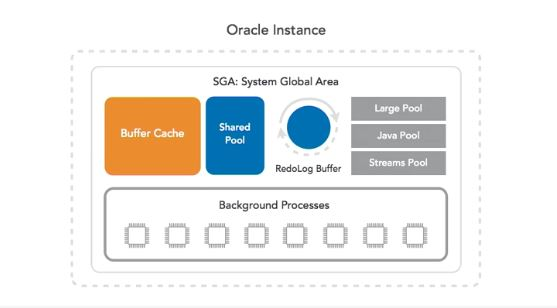 Oracle Instance
SGA: System Global Area
Buffer Cache
Shared
Pool
RedoLog Buffer
Large Pool
Java Pool
Streams Pool
Background Processes